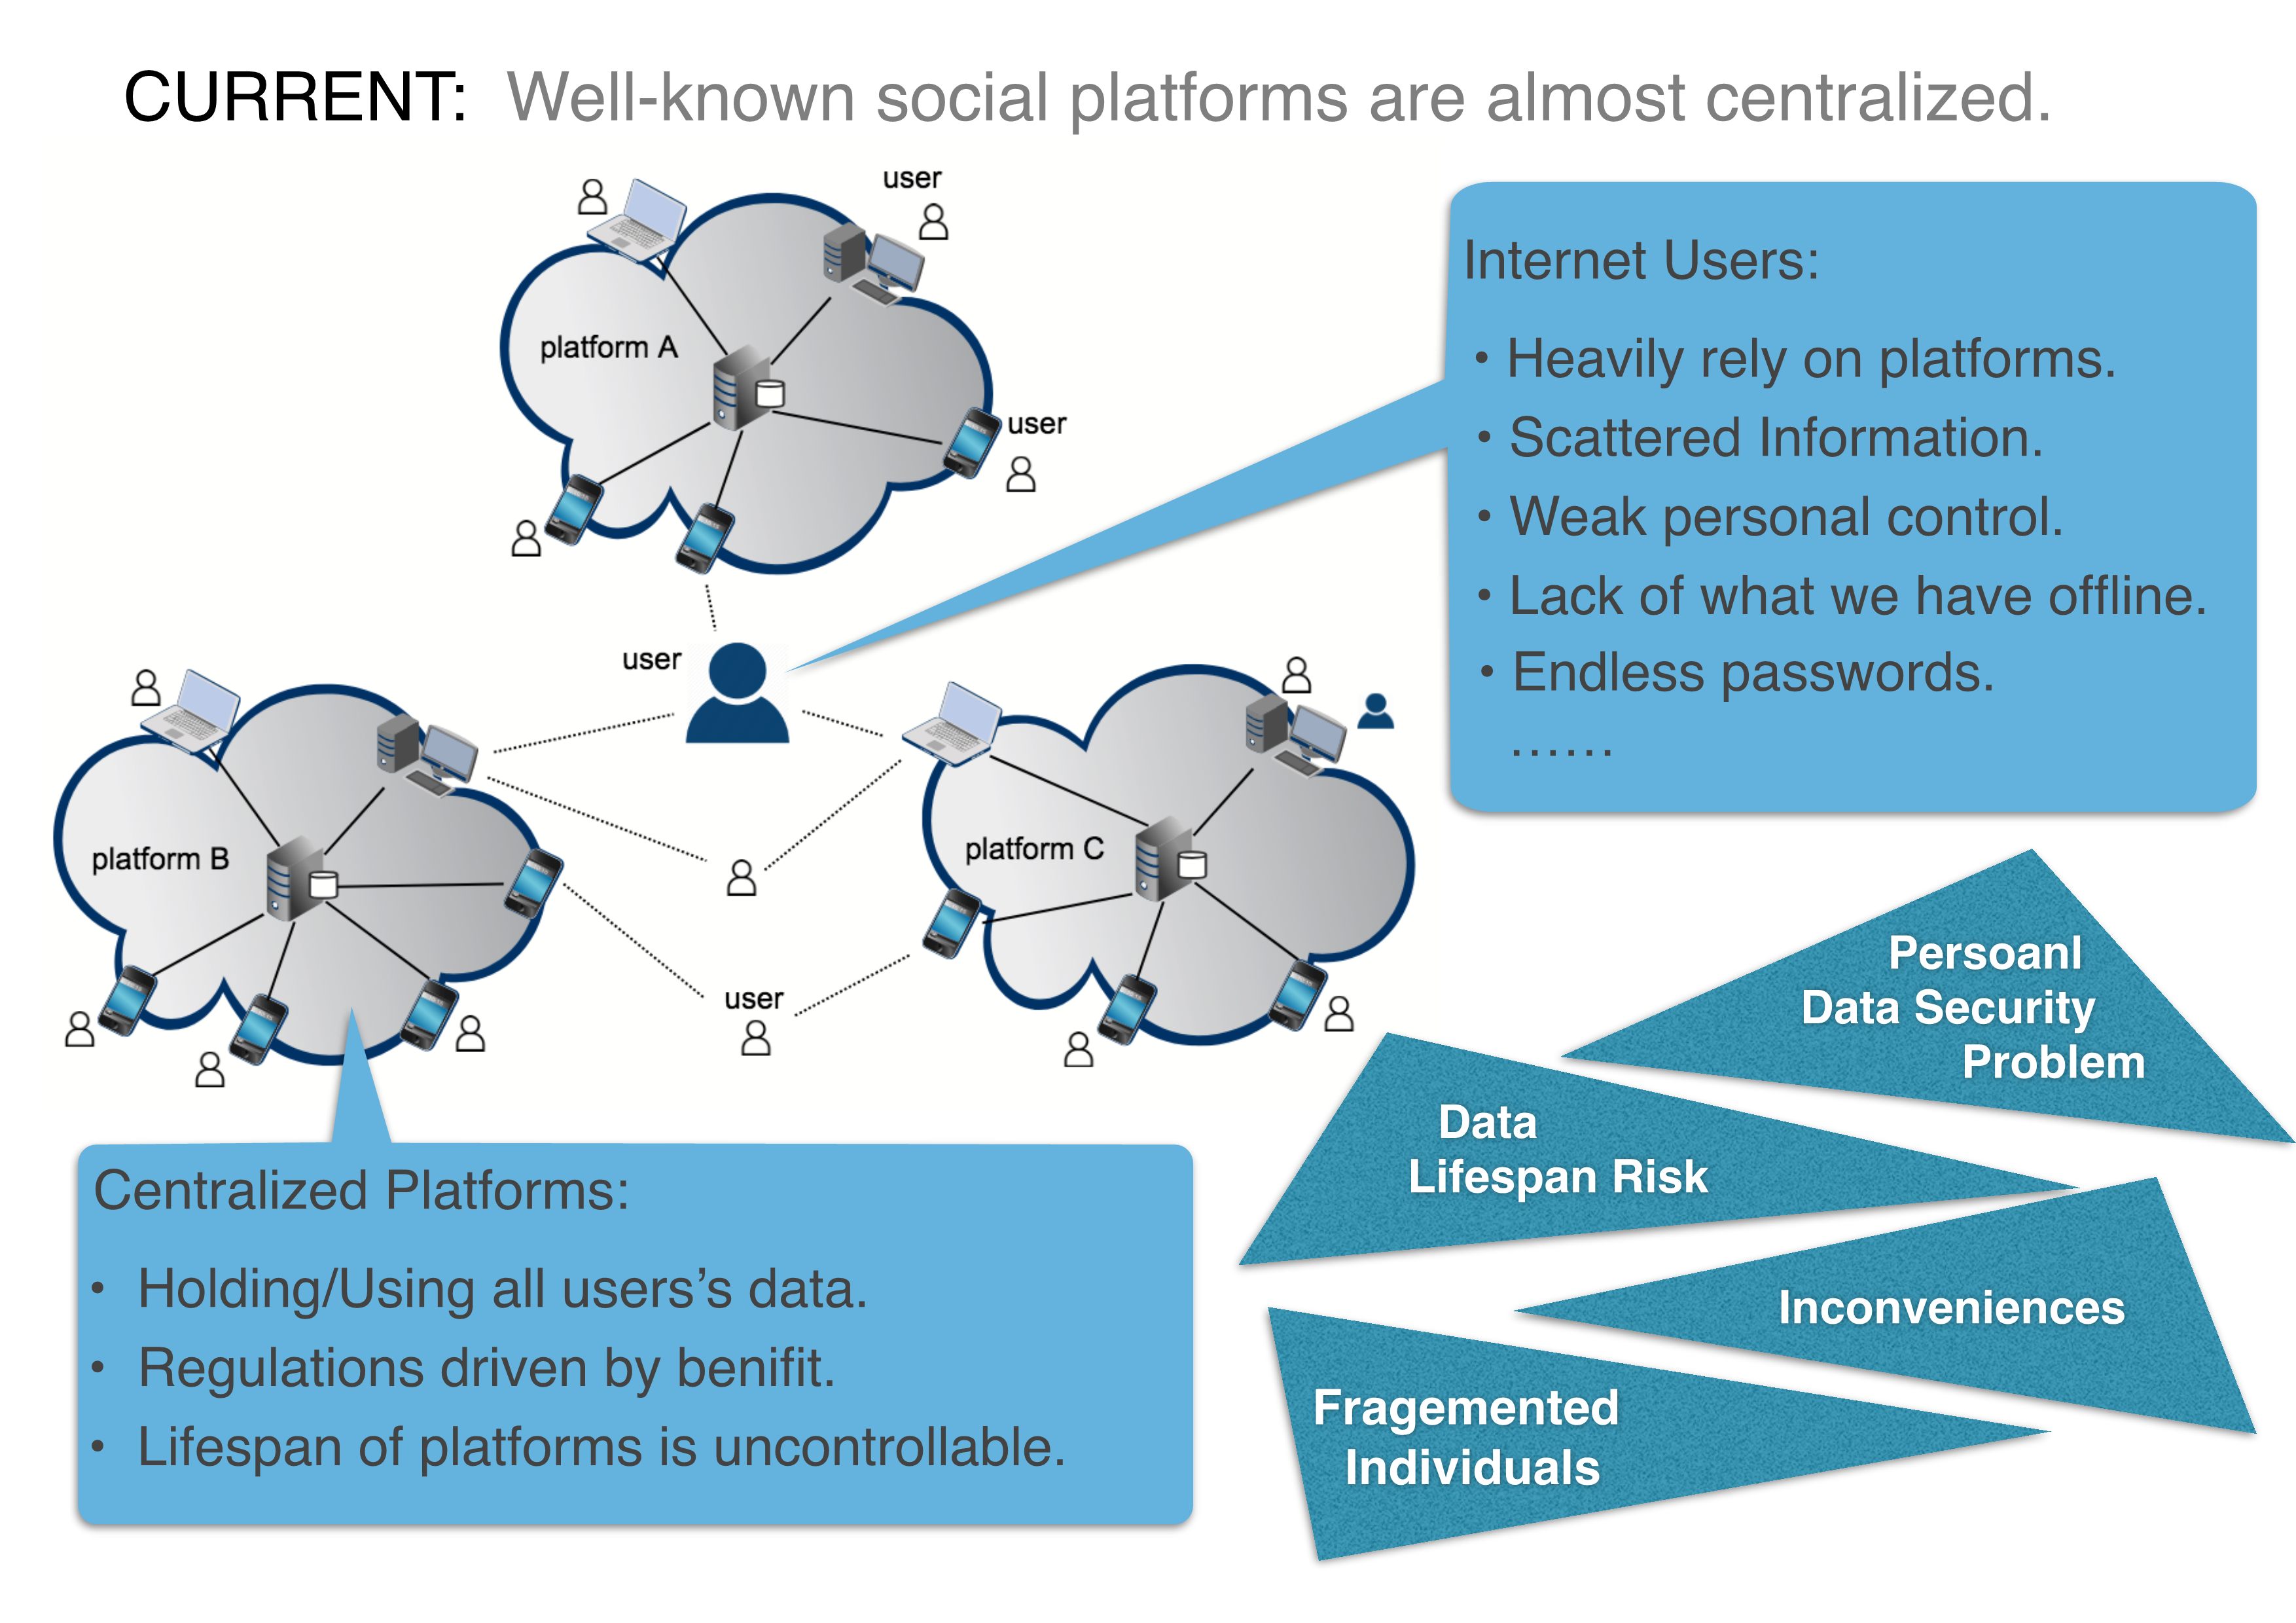 CURRENT: Well-known social platforms are almost centralized.
user
platform A
user
user
platform B
platform C
user
Internet Users:
• Heavily rely on platforms.
• Scattered Information.
• Weak personal control.
• Lack of what we have offline.
• Endless passwords.
......
Centralized Platforms:
• Holding/Using all users's data.
• Regulations driven by benifit.
• Lifespan of platforms is uncontrollable.
Persoanl
Data Security
Problem
Data
Lifespan Risk
Inconveniences
Fragemented
Individuals